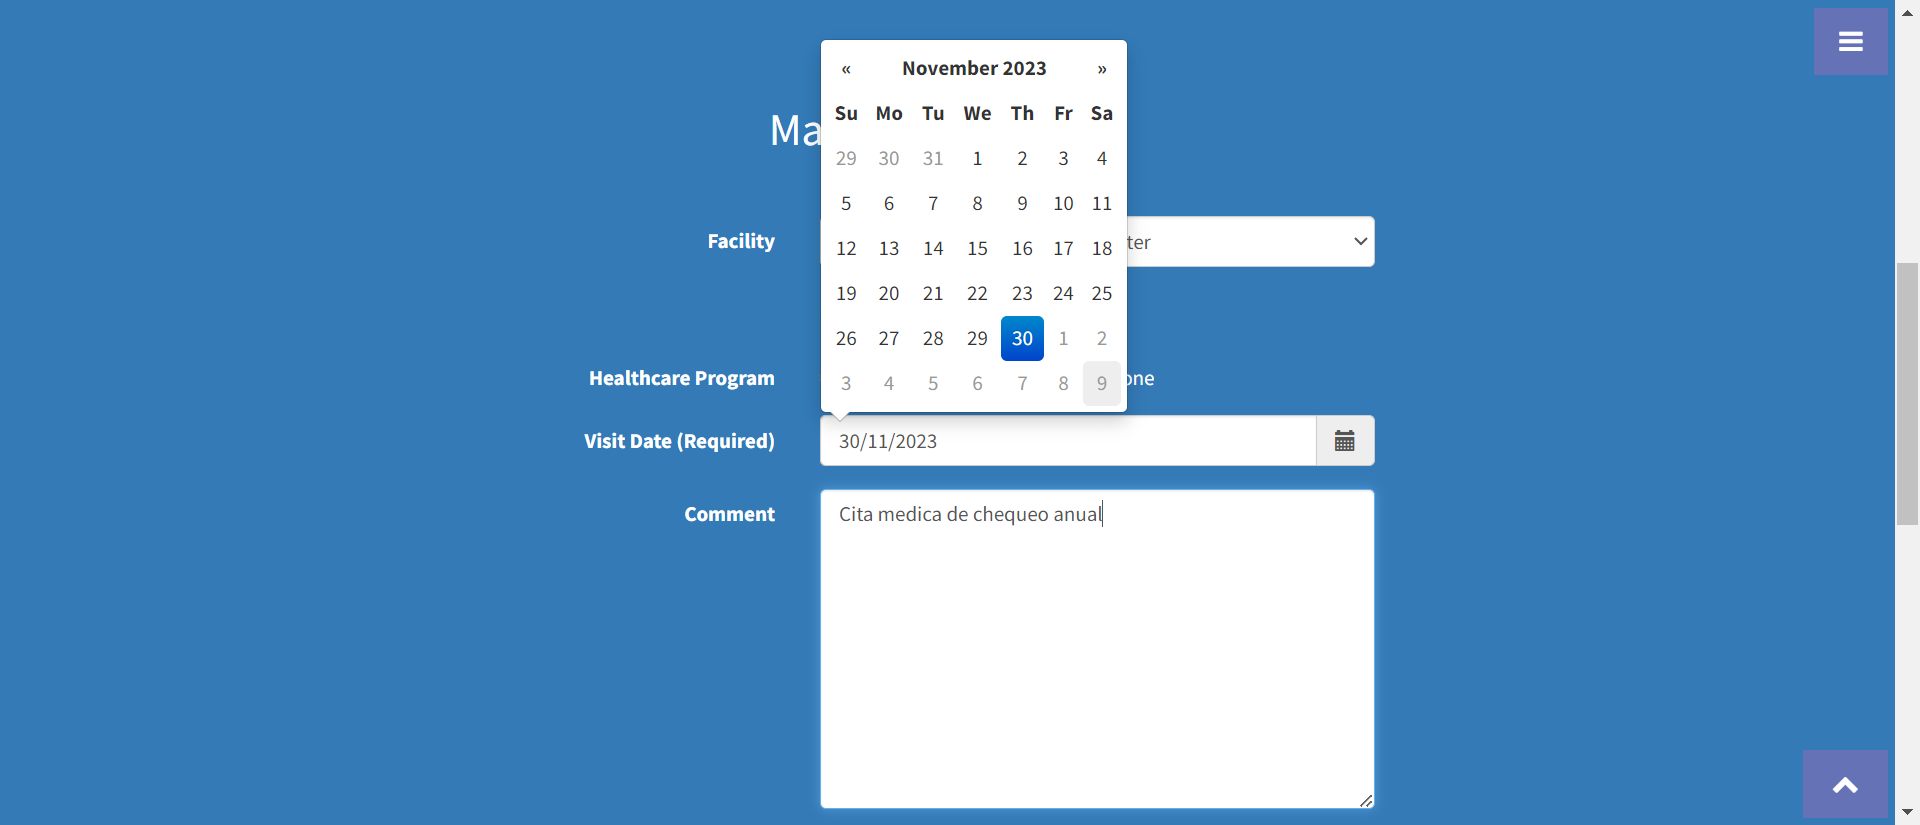 « November 2023 »
Su Mo Tu We Th Fr Sa
29 30 31 1 2 3 4
5 6 7 8 9 10 11
12 13 14 15 16 17 18
19 20 21 22 23 24 25
26 27 28 29 30 1 2
3 4 5 6 7 8 9
Ma
Facility
ter
Healthcare Program
one
Visit Date (Required)
30/11/2023
Comment
Cita medica de chequeo anual